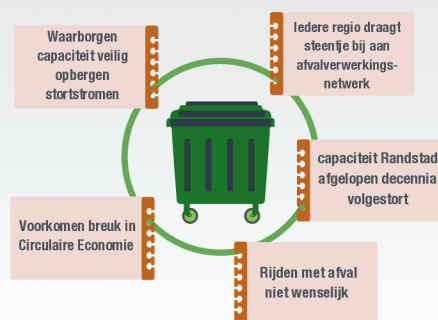 Waarborgen
capaciteit veilig
opbergen
stortstromen
Iedere regio draagt
steentje bij aan
afvalverwerkings-
netwerk
capaciteit Randstad
afgelopen decennia
volgestort
Voorkomen breuk in
Circulaire Economie
Rijden met afval
niet wenselijk